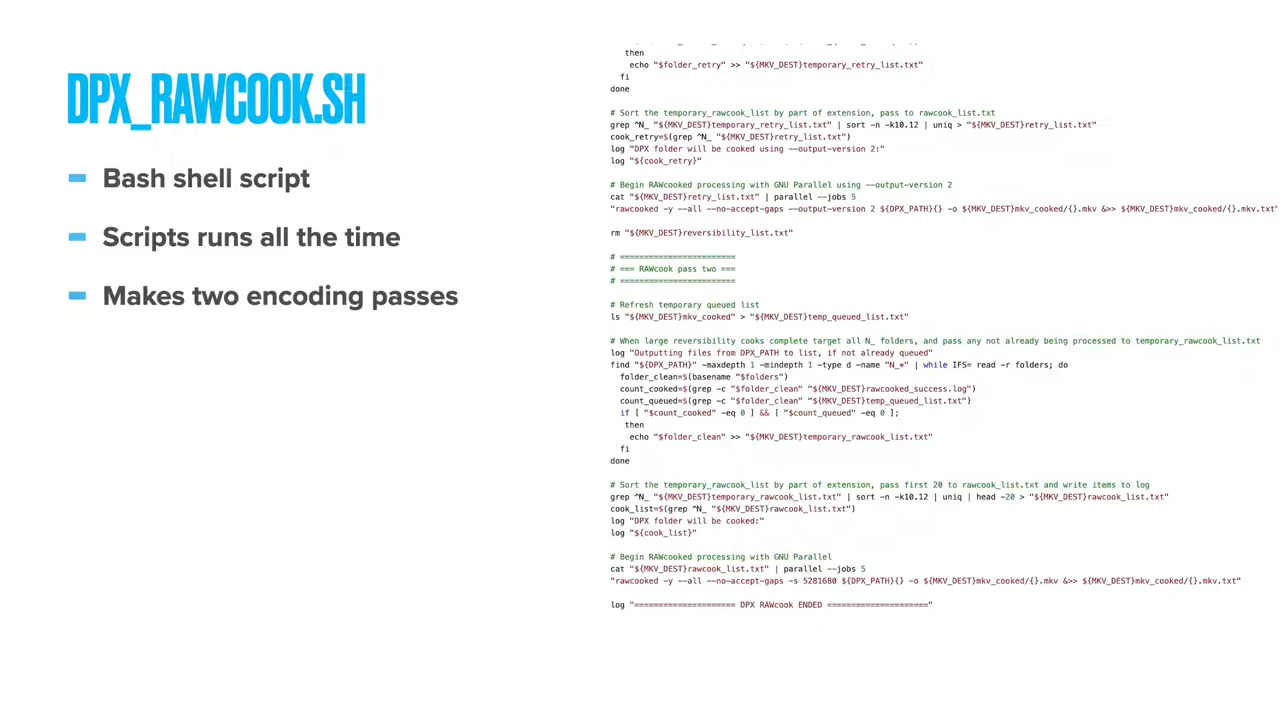 DPX_RAWCOOK.SH
Bash shell script
Scripts runs all the time
Makes two encoding passes
then
echo "$folder_retry" >> "${MKV_DEST}temporary_retry_list.txt"
fi
done
# Sort the temporary_rawcook_list by part of extension, pass to rawcook_list.txt
grep ^N_ "${MKV_DEST}temporary_retry_list.txt" | sort -n -k10.12 | uniq > "${MKV_DEST}retry_list.txt"
cook_retry=$(grep ^N_ "${MKV_DEST}retry_list.txt")
log "DPX folder will be cooked using --output-version 2:"
log "${cook_retry}"
# Begin RAWcooked processing with GNU Parallel using --output-version 2
cat "${MKV_DEST}retry_list.txt" | parallel --jobs 5
"rawcooked -y --all --no-accept-gaps --output-version 2 ${DPX_PATH}{} -o ${MKV_DEST}mkv_cooked/{}.mkv &>> ${MKV_DEST}mkv_cooked/{}.mkv.txt"
rm "${MKV_DEST}reversibility_list.txt"
# ========================
# === RAWcook pass two ===
# ========================
# Refresh temporary queued list
ls "${MKV_DEST}mkv_cooked" > "${MKV_DEST}temp_queued_list.txt"
# When large reversibility cooks complete target all N_ folders, and pass any not already being processed to temporary_rawcook_list.txt
log "Outputting files from DPX_PATH to list, if not already queued"
find "${DPX_PATH}" -maxdepth 1 -mindepth 1 -type d -name "N_*" | while IFS= read -r folders; do
folder_clean=$(basename "$folders")
count_cooked=$(grep -c "$folder_clean" "${MKV_DEST}rawcooked_success.log")
count_queued=$(grep -c "$folder_clean" "${MKV_DEST}temp_queued_list.txt")
if [ "$count_cooked" -eq 0 ] && [ "$count_queued" -eq 0 ];
then
echo "$folder_clean" >> "${MKV_DEST}temporary_rawcook_list.txt"
fi
done
# Sort the temporary_rawcook_list by part of extension, pass first 20 to rawcook_list.txt and write items to log
grep ^N_ "${MKV_DEST}temporary_rawcook_list.txt" | sort -n -k10.12 | uniq | head -20 > "${MKV_DEST}rawcook_list.txt"
cook_list=$(grep ^N_ "${MKV_DEST}rawcook_list.txt")
log "DPX folder will be cooked:"
log "${cook_list}"
# Begin RAWcooked processing with GNU Parallel
cat "${MKV_DEST}rawcook_list.txt" | parallel --jobs 5
"rawcooked -y --all --no-accept-gaps -s 5281680 ${DPX_PATH}{} -o ${MKV_DEST}mkv_cooked/{}.mkv &>> ${MKV_DEST}mkv_cooked/{}.mkv.txt"
log "===================== DPX RAWcook ENDED ====================="